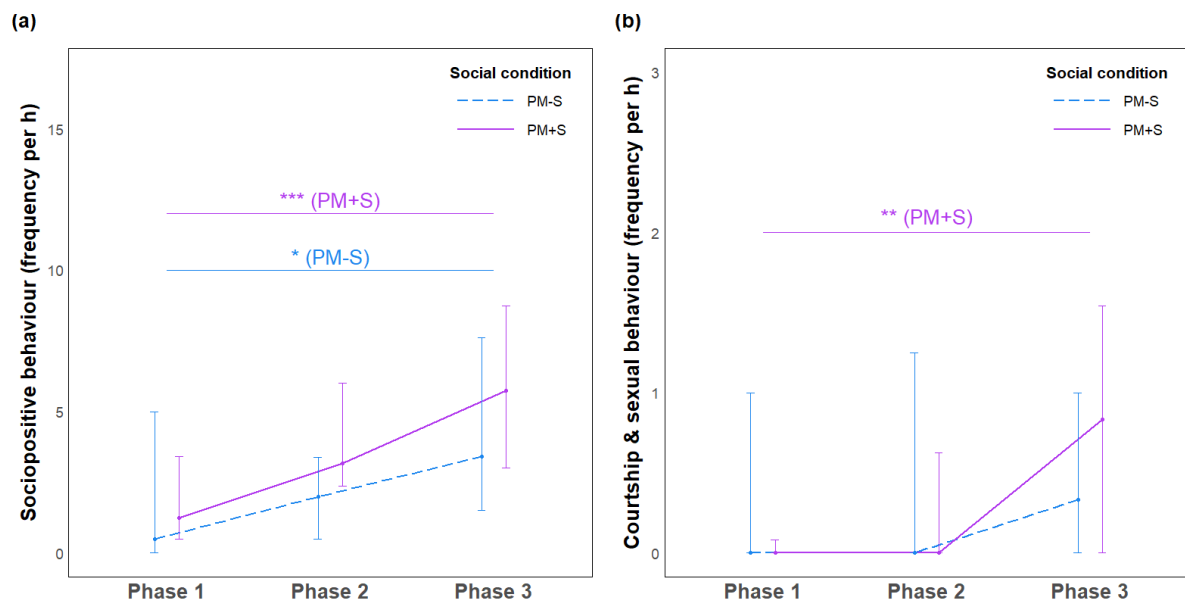 (a)
Sociopositive behaviour (frequency per h)
15
10
5
0
Social condition
PM-S
PM+S
*** (PM+S)
* (PM-S)
Phase 1
Phase 2
Phase 3
(b)
Courtship & sexual behaviour (frequency per h)
3
2
1
0
Social condition
PM-S
PM+S
** (PM+S)
Phase 1
Phase 2
Phase 3